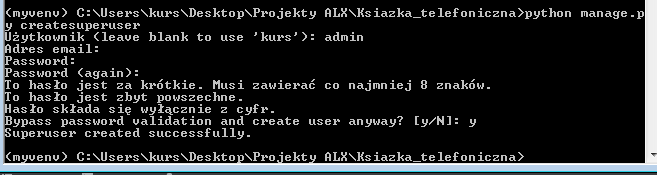 (myvenv) C:\Users\kurs\Desktop\Projekty ALX\Ksiazka_telefoniczna>python manage.p
y createsuperuser
Użytkownik (leave blank to use 'kurs'): admin
Adres email:
Password:
Password (again):
To hasło jest za krótkie. Musi zawierać co najmniej 8 znaków.
To hasło jest zbyt powszechne.
Hasło składa się wyłącznie z cyfr.
Bypass password validation and create user anyway? [y/N]: y
Superuser created successfully.
(myvenv) C:\Users\kurs\Desktop\Projekty ALX\Ksiazka_telefoniczna>